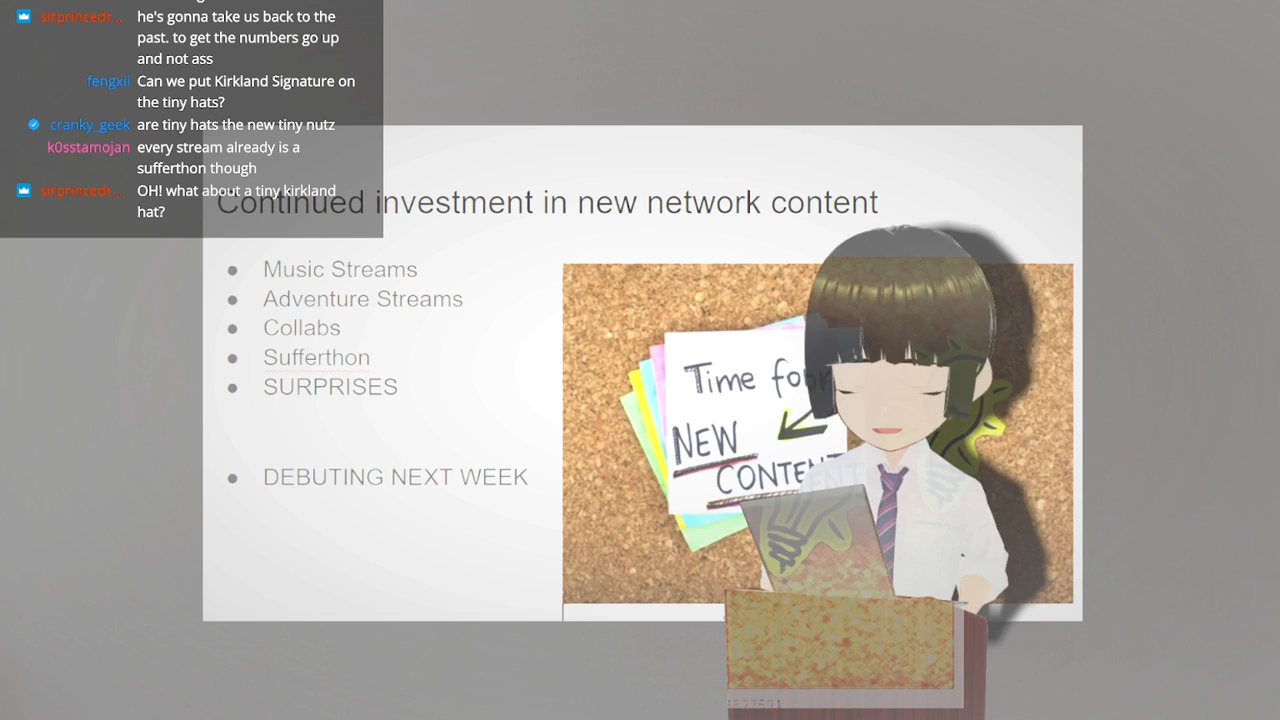 sirprincedr... he's gonna take us back to the
past. to get the numbers go up
and not ass
fengxii Can we put Kirkland Signature on
the tiny hats?
cranky_geek are tiny hats the new tiny nutz
k0sstamojan every stream already is a
sufferthon though
sirprincedr... OH! what about a tiny kirkland
hat?
Continued investment in new network content
● Music Streams
● Adventure Streams
● Collabs
● Sufferthon
● SURPRISES
● DEBUTING NEXT WEEK
Time for
NEW
CONTENT